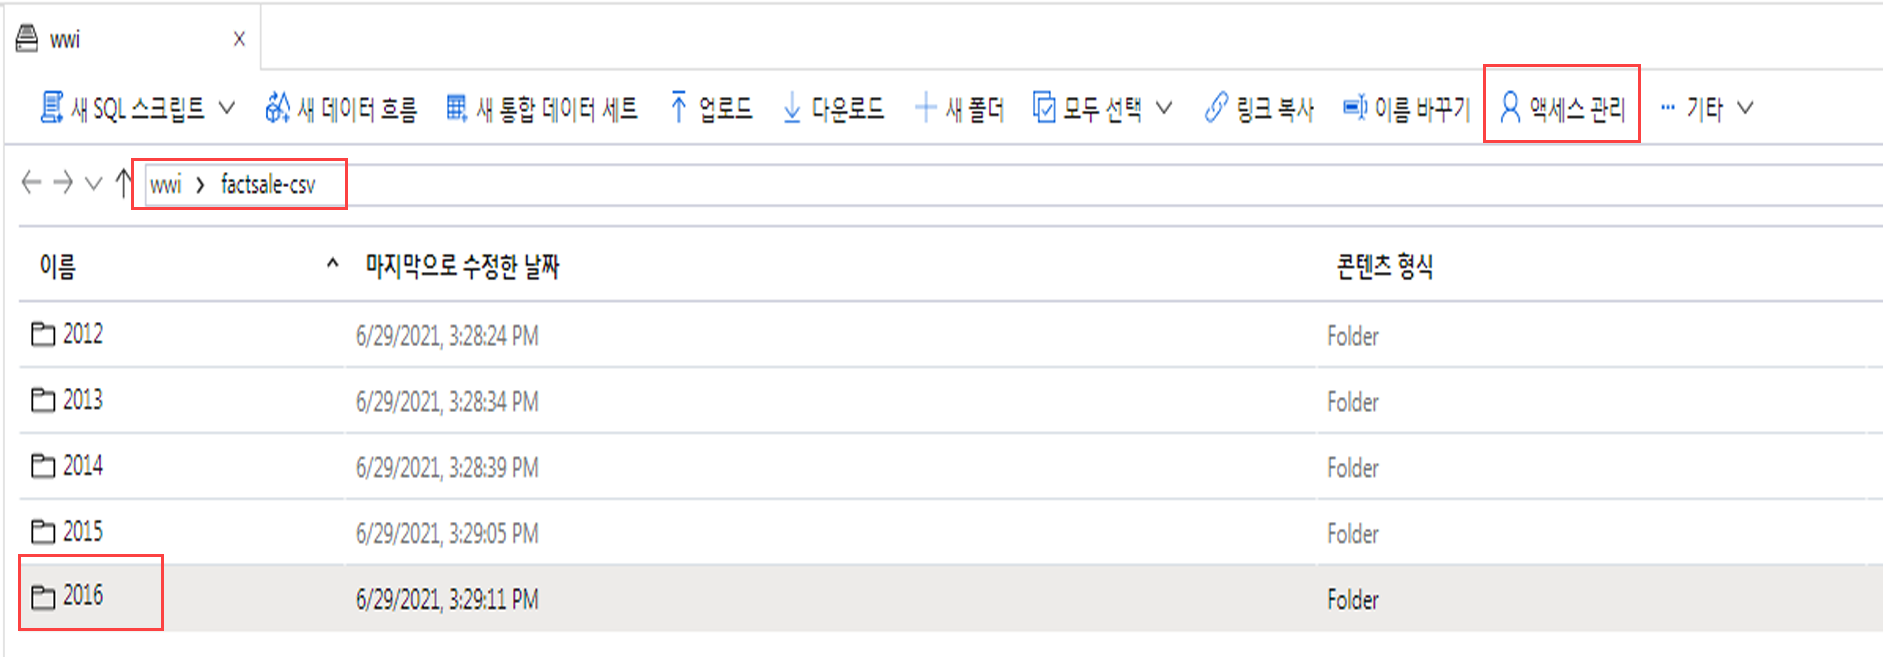 wwi
새 SQL 스크립트 새 데이터 흐름 새 통합 데이터 세트 업로드 다운로드 새 폴더 모두 선택 링크 복사 이름 바꾸기 액세스 관리 ··· 기타
wwi > factsale-csv
이름 마지막으로 수정한 날짜 콘텐츠 형식
2012 6/29/2021, 3:28:24 PM Folder
2013 6/29/2021, 3:28:34 PM Folder
2014 6/29/2021, 3:28:39 PM Folder
2015 6/29/2021, 3:29:05 PM Folder
2016 6/29/2021, 3:29:11 PM Folder